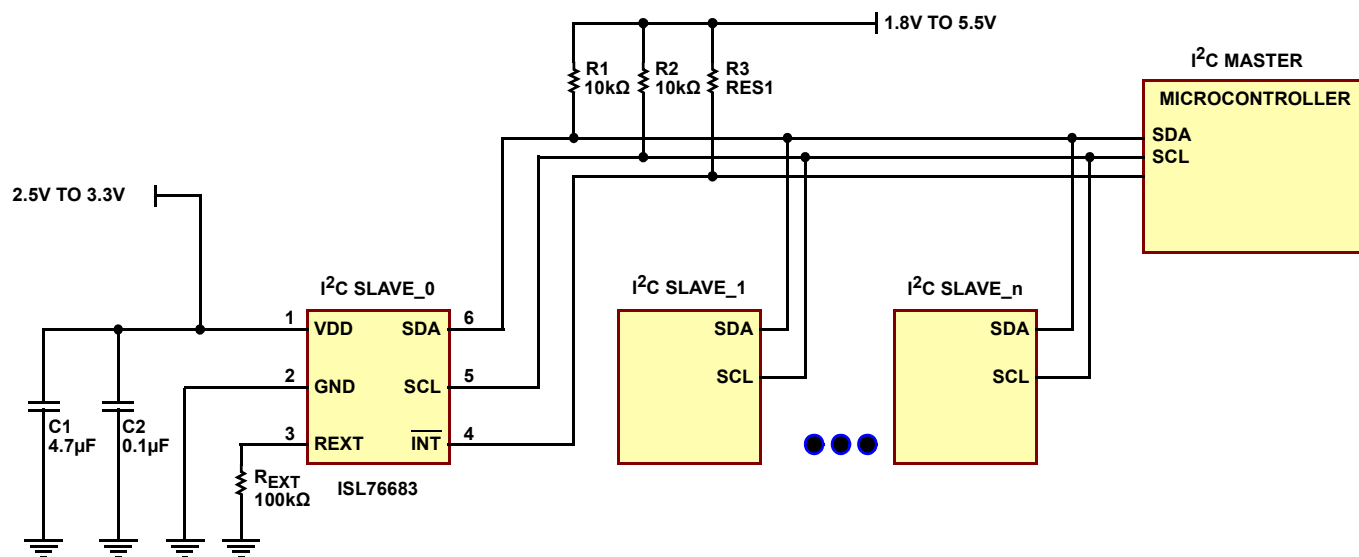 1.8V TO 5.5V
R1
10kΩ
R2
10kΩ
R3
RES1
I²C MASTER
MICROCONTROLLER
SDA
SCL
2.5V TO 3.3V
I²C SLAVE_0
1
VDD
SDA
6
2
GND
SCL
5
3
REXT
INT
4
ISL76683
C1
4.7µF
C2
0.1µF
REXT
100kΩ
I²C SLAVE_1
SDA
SCL
I²C SLAVE_n
SDA
SCL